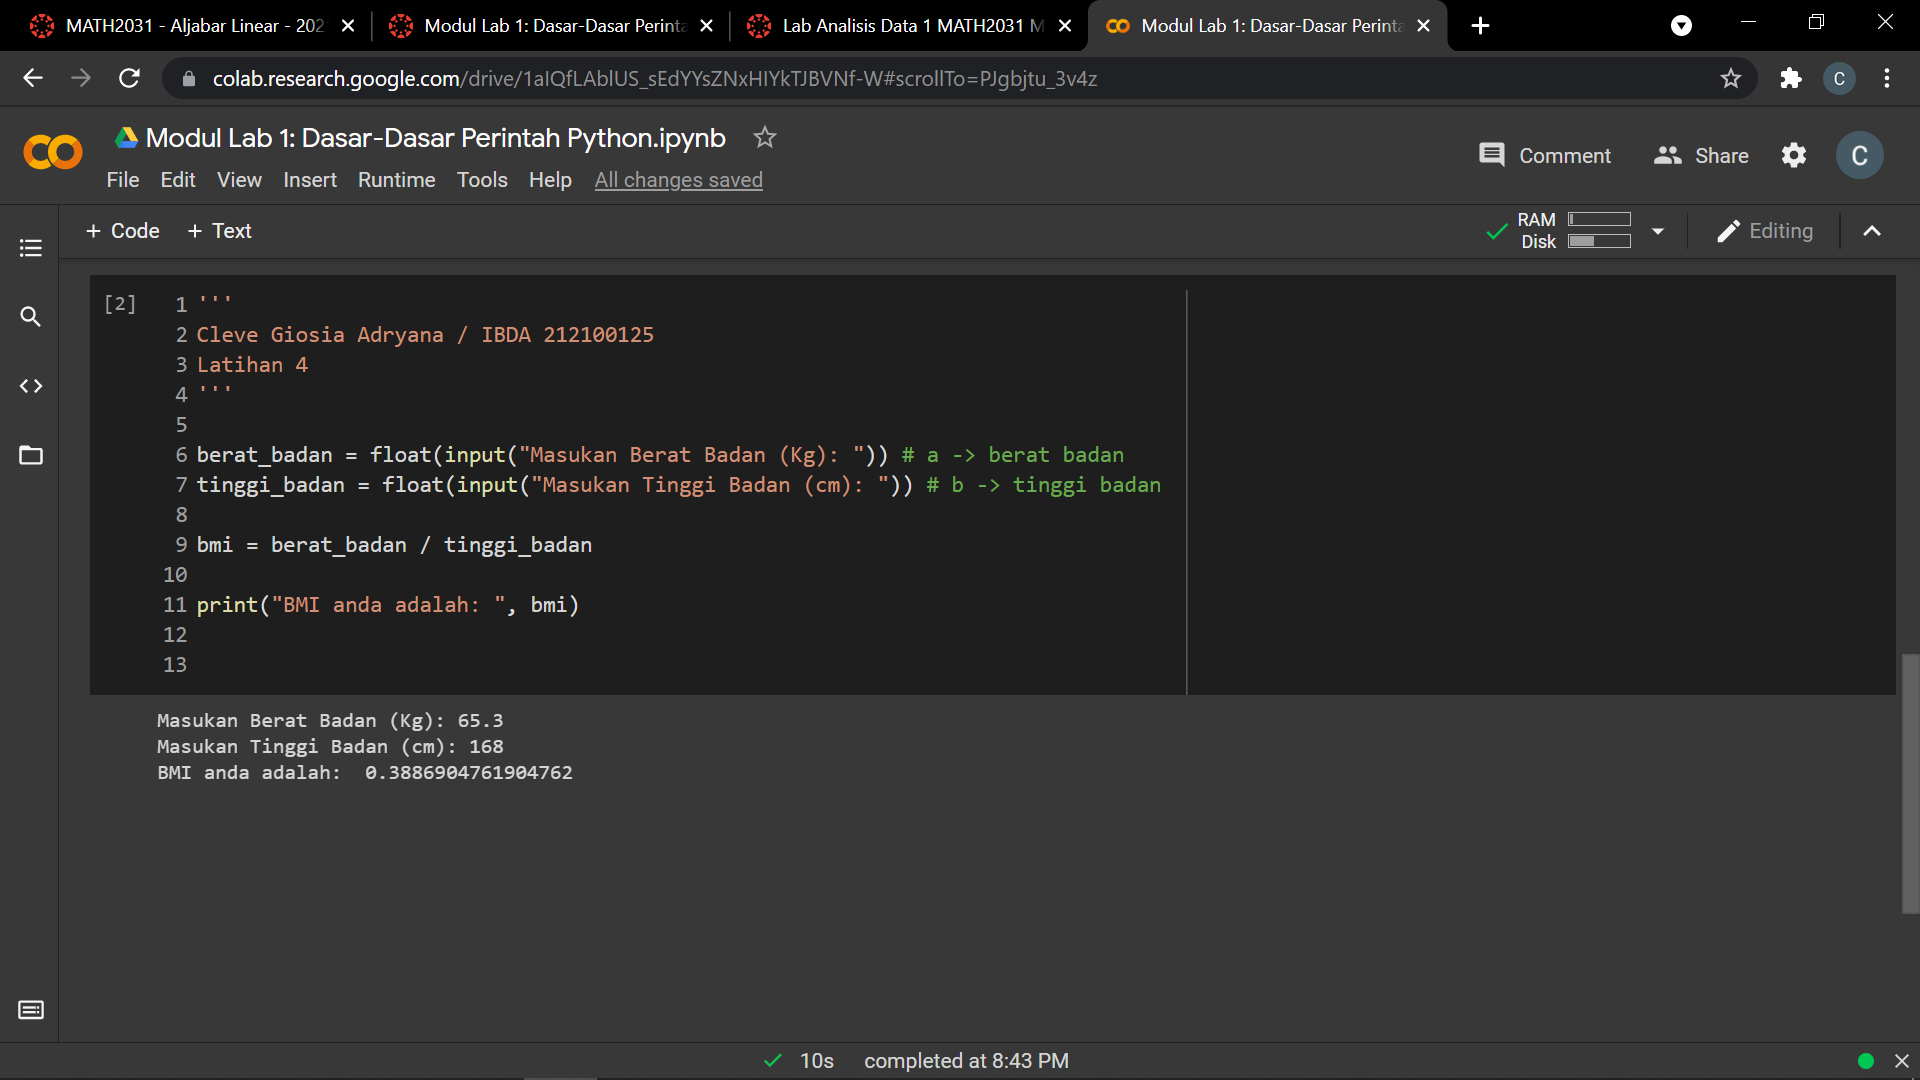 MATH2031 - Aljabar Linear - 202
Modul Lab 1: Dasar-Dasar Perinta
Lab Analisis Data 1 MATH2031 M
Modul Lab 1: Dasar-Dasar Perinta
colab.research.google.com/drive/1aIQfLAblUS_sEdYYsZNxHIYkTJBVNf-W#scrollTo=PJgbjtu_3v4z
C
Modul Lab 1: Dasar-Dasar Perintah Python.ipynb
File Edit View Insert Runtime Tools Help All changes saved
Comment
Share
C
+ Code + Text
RAM
Disk
Editing
[2]
1 '''
2 Cleve Giosia Adryana / IBDA 212100125
3 Latihan 4
4 '''
5
6 berat_badan = float(input("Masukan Berat Badan (Kg): ")) # a -> berat badan
7 tinggi_badan = float(input("Masukan Tinggi Badan (cm): ")) # b -> tinggi badan
8
9 bmi = berat_badan / tinggi_badan
10
11 print("BMI anda adalah: ", bmi)
12
13
Masukan Berat Badan (Kg): 65.3
Masukan Tinggi Badan (cm): 168
BMI anda adalah:  0.3886904761904762
10s completed at 8:43 PM